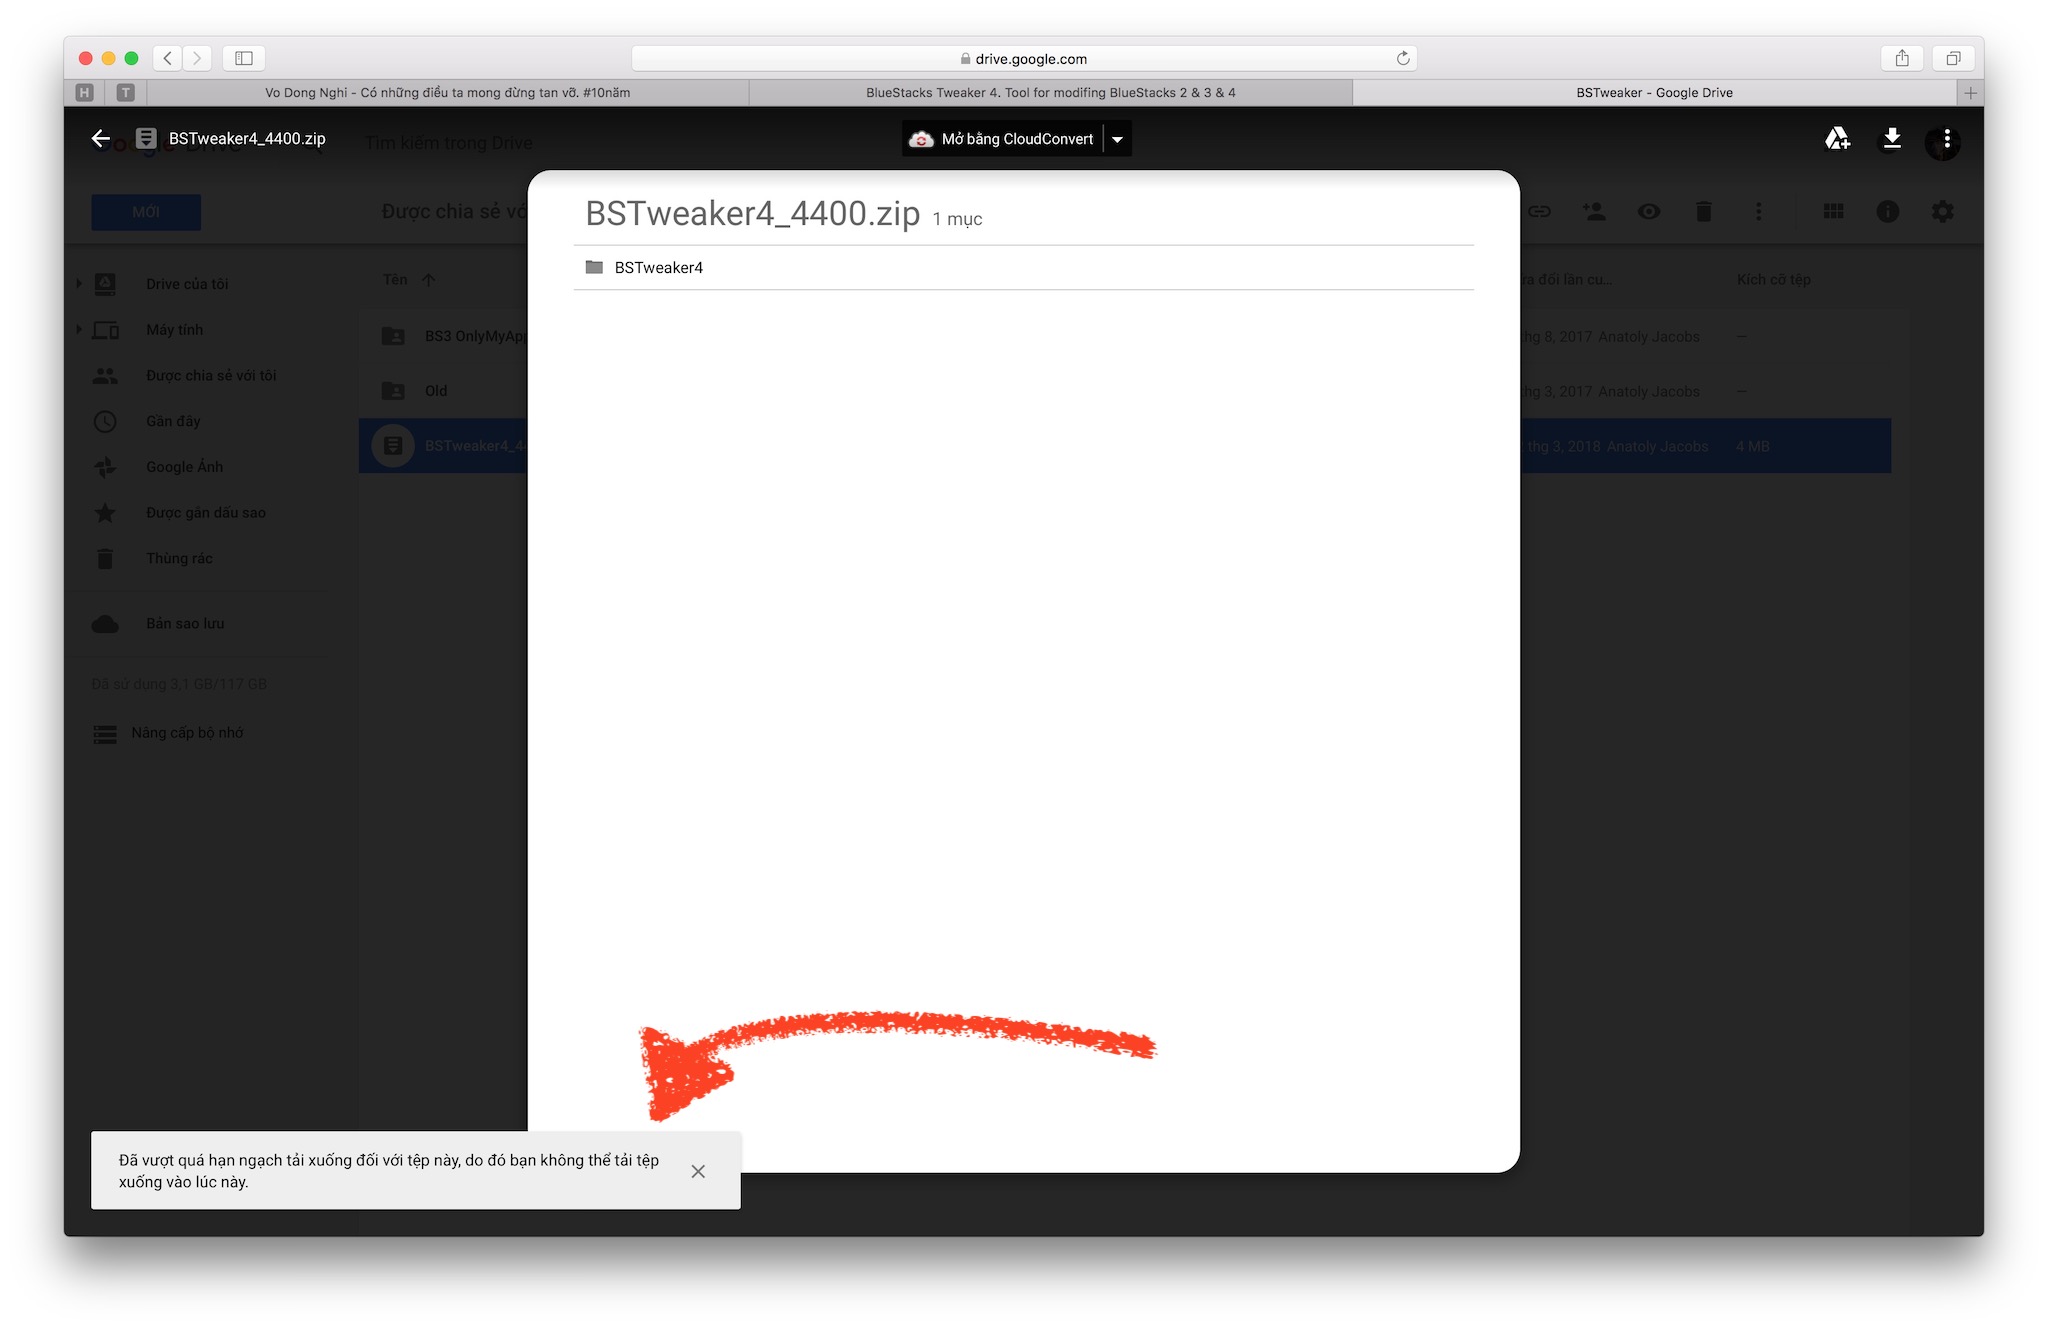 drive.google.com
H
T
Vo Dong Nghi - Có những điều ta mong đừng tan vỡ. #10năm
BlueStacks Tweaker 4. Tool for modifing BlueStacks 2 & 3 & 4
BSTweaker - Google Drive
BSTweaker4_4400.zip
Tìm kiếm trong Drive
Mở bằng CloudConvert
MỚI
Được chia sẻ vớ
BSTweaker4_4400.zip 1 mục
BSTweaker4
Tên
ra đổi lần cu...
Kích cỡ tệp
Drive của tôi
Máy tính
Được chia sẻ với tôi
Gần đây
Google Ảnh
Được gắn dấu sao
Thùng rác
Bản sao lưu
Đã sử dụng 3,1 GB/117 GB
Nâng cấp bộ nhớ
BS3 OnlyMyApp
hg 8, 2017 Anatoly Jacobs —
Old
hg 3, 2017 Anatoly Jacobs —
BSTweaker4_4
thg 3, 2018 Anatoly Jacobs 4 MB
Đã vượt quá hạn ngạch tải xuống đối với tệp này, do đó bạn không thể tải tệp
xuống vào lúc này.